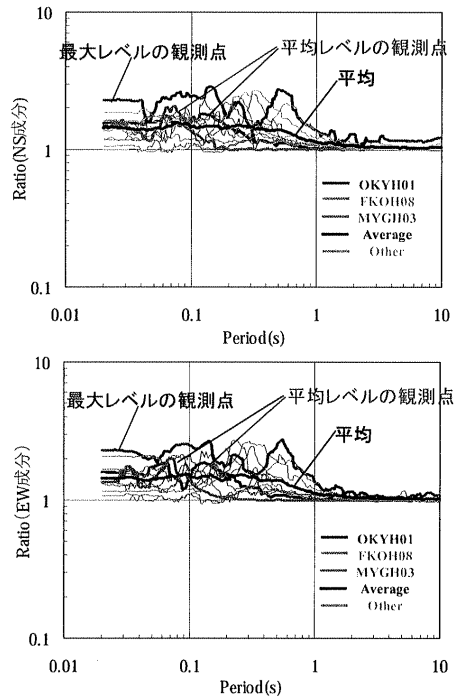 10
最大レベルの観測点
平均レベルの観測点
平均
Ratio(NS成分)
1
OKYH01
FKOH08
MYGH03
Average
Other
0.1
0.01
0.1
1
10
Period(s)
10
最大レベルの観測点
平均レベルの観測点
平均
Ratio(EW成分)
1
OKYH01
FKOH08
MYGH03
Average
Other
0.1
0.01
0.1
1
10
Period(s)